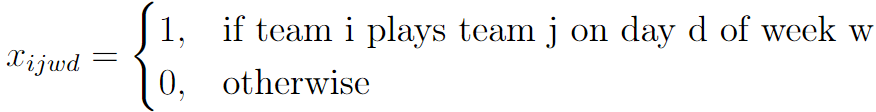 x_{ijwd} = { 1, if team i plays team j on day d of week w
0, otherwise